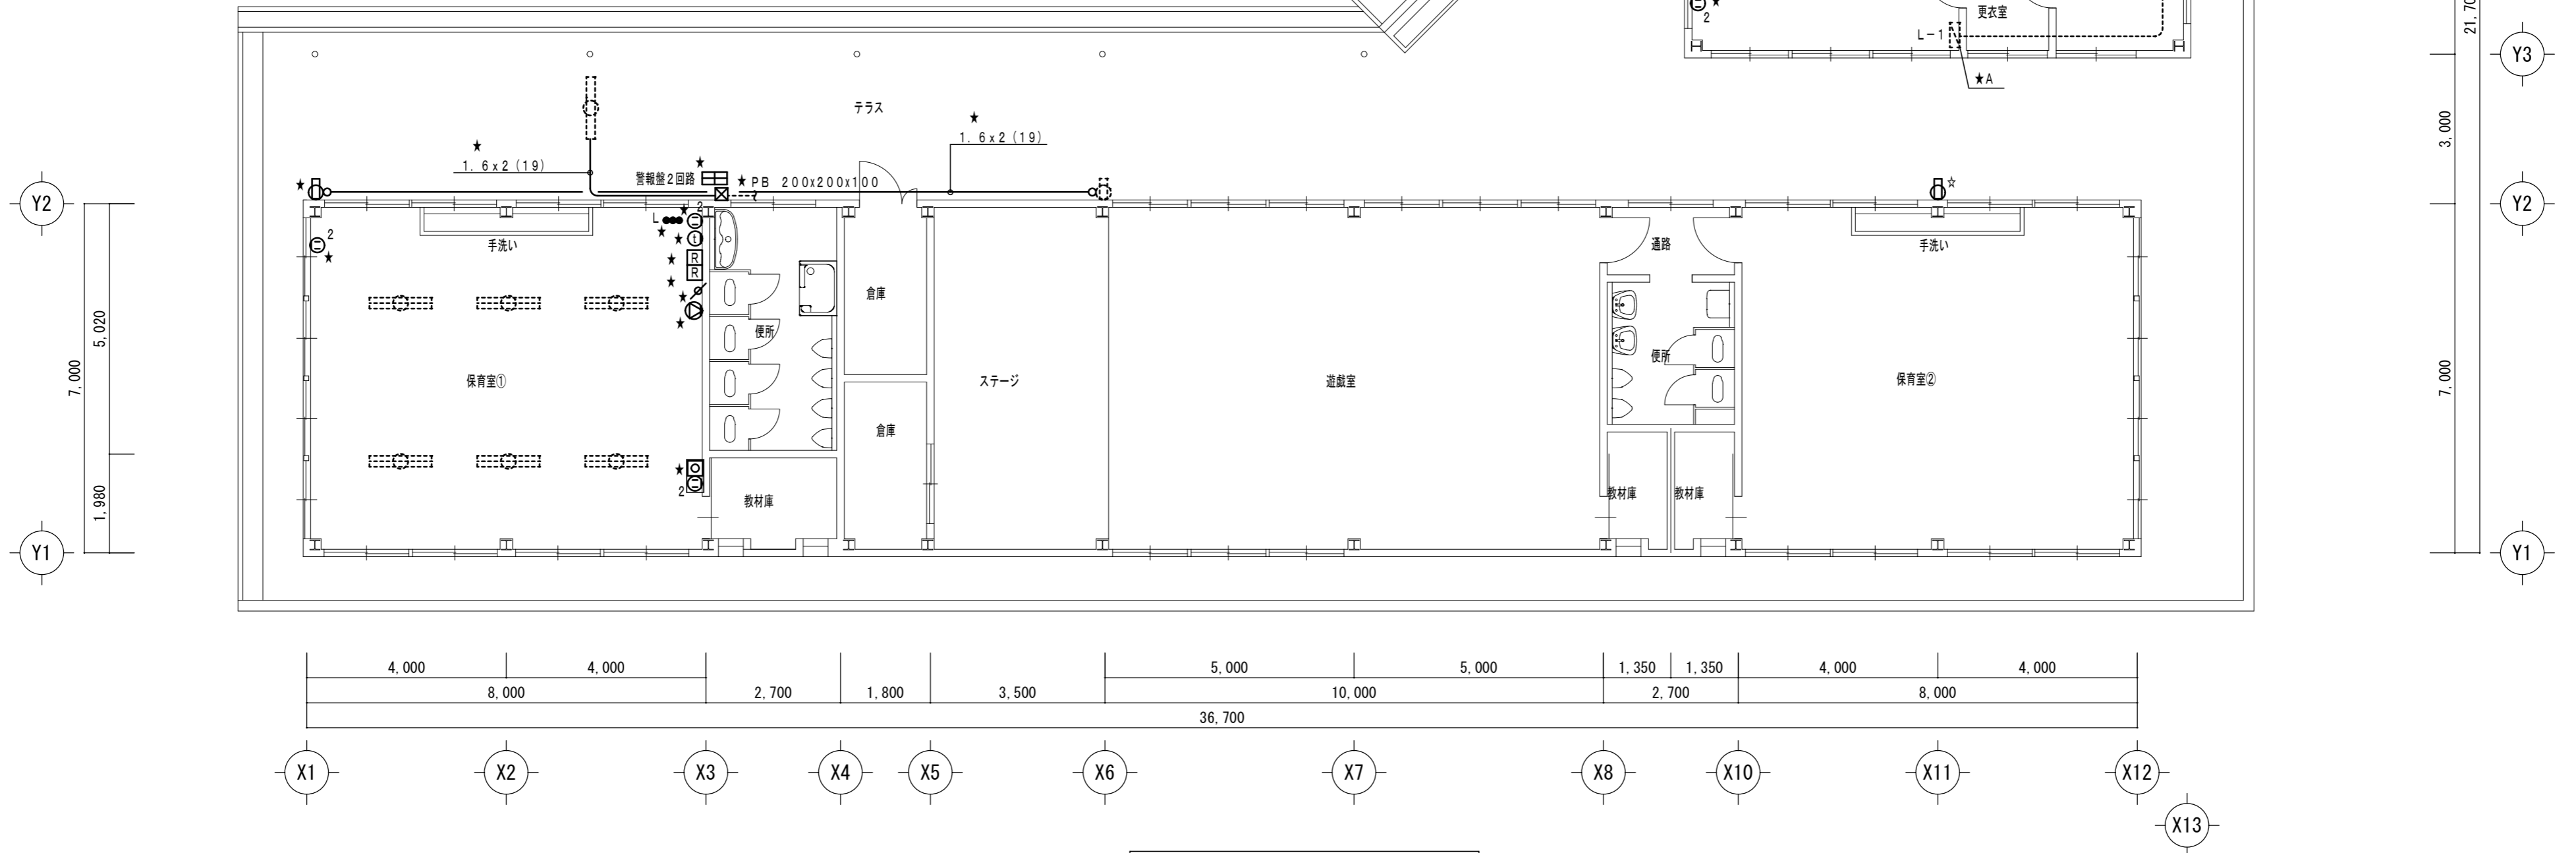 更衣室
2
★
L-1
★A
21,70
Y3
テラス
★
1.6x2(19)
★
1.6x2(19)
★
警報盤2回路
★PB 200x200x100
★
☆
3,000
Y2
Y2
L
★
2
★
★
t
手洗い
2
★
★
R
R
★
★
★
通路
手洗い
倉庫
便所
便所
5,020
7,000
7,000
保育室①
ステージ
遊戯室
保育室②
倉庫
★
2
教材庫
教材庫
教材庫
1,980
Y1
Y1
4,000
4,000
5,000
5,000
1,350
1,350
4,000
4,000
8,000
2,700
1,800
3,500
10,000
2,700
8,000
36,700
X1
X2
X3
X4
X5
X6
X7
X8
X10
X11
X12
X13